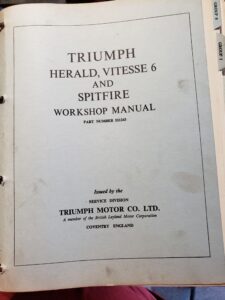 TRIUMPH
HERALD, VITESSE 6
AND
SPITFIRE
WORKSHOP MANUAL
Issued by the
SERVICE DIVISION
TRIUMPH MOTOR CO. LTD.
A member of the British Leyland Motor Corporation
COVENTRY ENGLAND